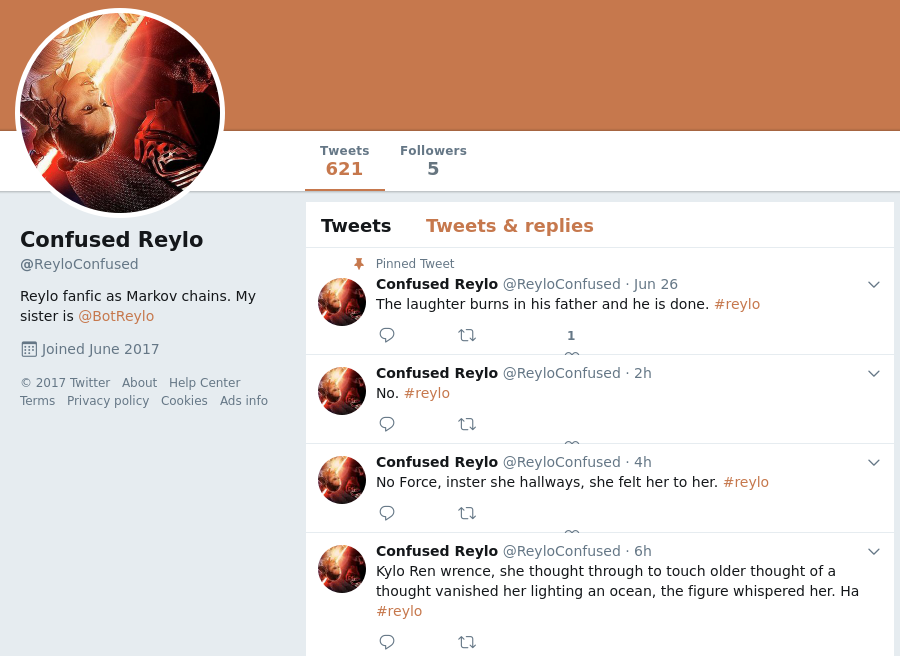 Tweets
621
Followers
5
Confused Reylo
@ReyloConfused
Reylo fanfic as Markov chains. My
sister is @BotReylo
Joined June 2017
© 2017 Twitter About Help Center
Terms Privacy policy Cookies Ads info
Tweets Tweets & replies
Pinned Tweet
Confused Reylo @ReyloConfused · Jun 26
The laughter burns in his father and he is done. #reylo
1
Confused Reylo @ReyloConfused · 2h
No. #reylo
Confused Reylo @ReyloConfused · 4h
No Force, inster she hallways, she felt her to her. #reylo
Confused Reylo @ReyloConfused · 6h
Kylo Ren wrence, she thought through to touch older thought of a
thought vanished her lighting an ocean, the figure whispered her. Ha
#reylo